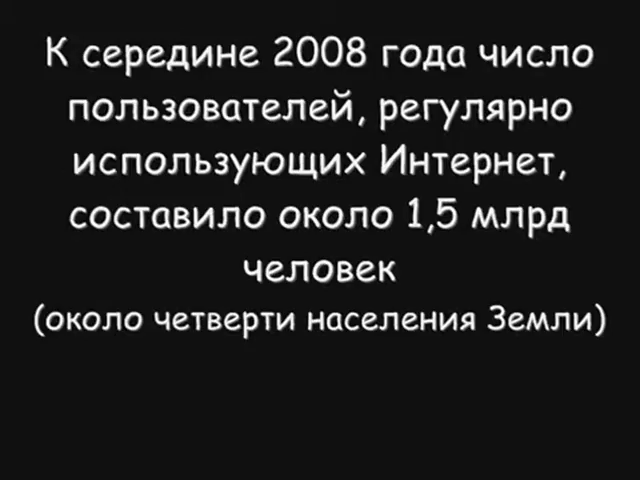 К середине 2008 года число
пользователей, регулярно
использующих Интернет,
составило около 1,5 млрд
человек
(около четверти населения Земли)